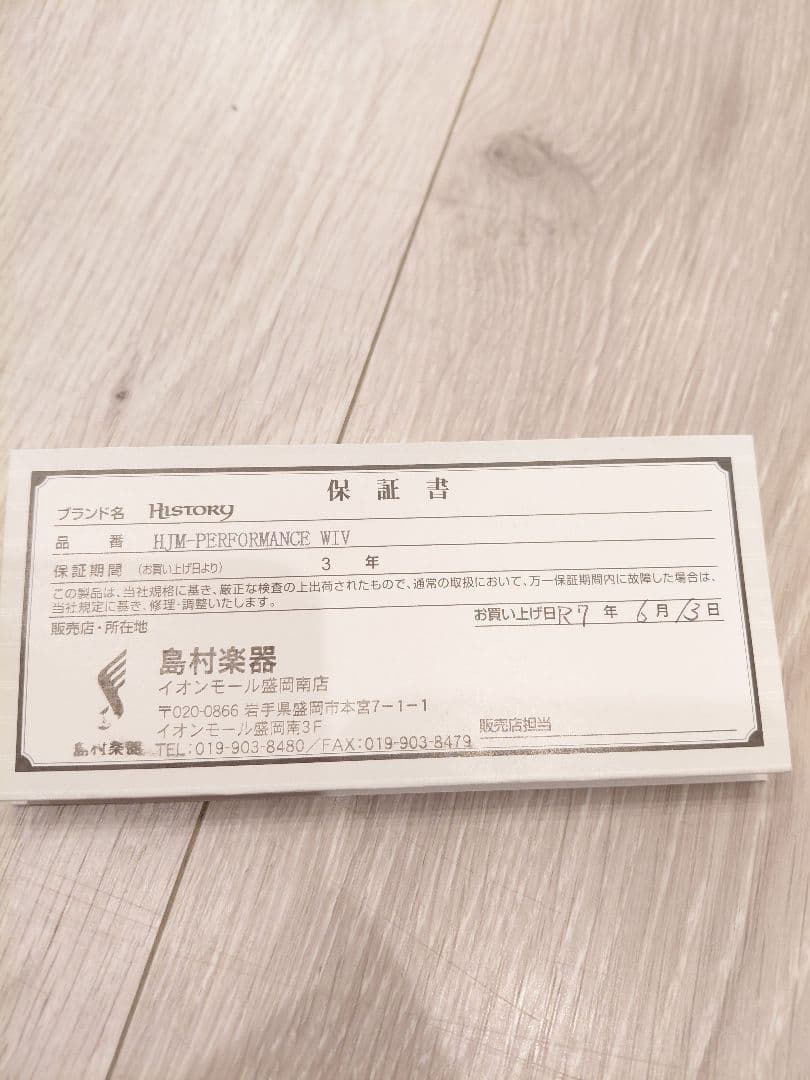 保証書
ブランド名 HISTORY
品番 HJM-PERFORMANCE WIV
保証期間 (お買い上げ日より) 3 年
この製品は、当社規格に基き、厳正な検査の上出荷されたもので、通常の取扱において、万一保証期間内に故障した場合は、
当社規定に基き、修理・調整いたします。
お買い上げ日 R7 年 6 月 13 日
販売店・所在地
島村楽器
イオンモール盛岡南店
〒020-0866 岩手県盛岡市本宮7-1-1
イオンモール盛岡南3F
販売店担当
島村楽器
TEL:019-903-8480/FAX:019-903-8479